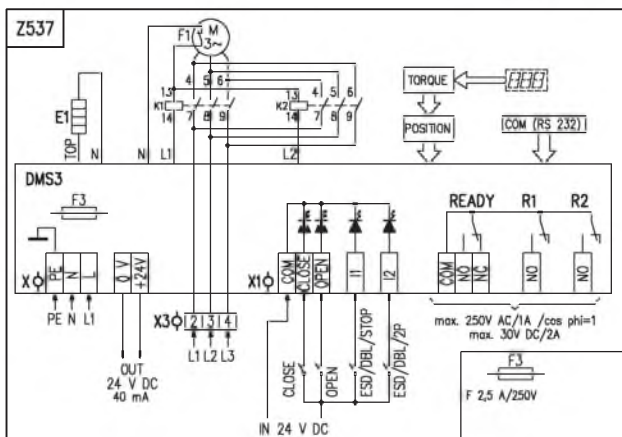 Z537
F1
M
3~
E1
TOP
N
N
L1
L2
K1
13
14
4 5 6
7 8 9
K2
13
14
4 5 6
7 8 9
TORQUE
POSITION
COM (RS 232)
DMS3
F3
READY
R1
R2
X
PE
N
L
PE N L1
0 V
+24V
OUT
24 V DC
40 mA
X3
2 3 4
L1 L2 L3
X1
COM
CLOSE
OPEN
I1
I2
CLOSE
OPEN
ESD/DBL/STOP
ESD/DBL/2P
IN 24 V DC
COM
NO
NC
NO
NO
max. 250V AC/1A /cos phi=1
max. 30V DC/2A
F3
F 2,5 A/250V